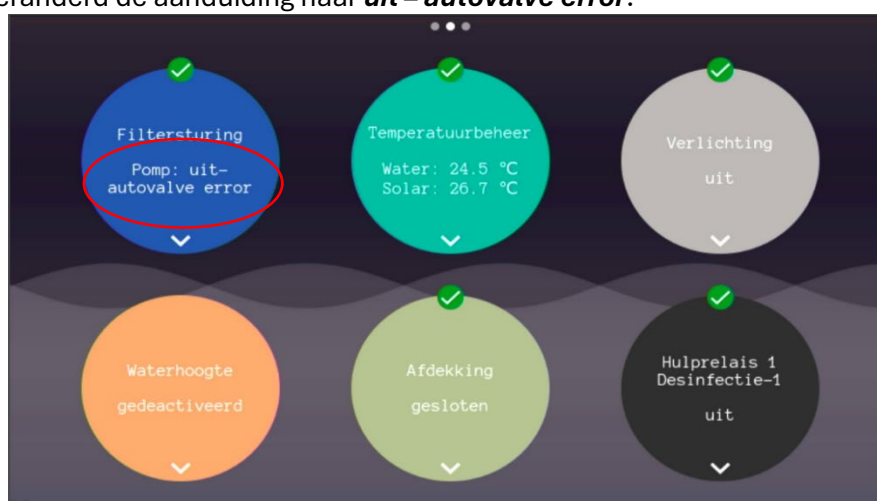 veranderd de aanduiding naar uit – autovalve error.
Filtersturing
Pomp: uit-
autovalve error
Temperatuurbeheer
Water: 24.5 °C
Solar: 26.7 °C
Verlichting
uit
Waterhoogte
gedeactiveerd
Afdekking
gesloten
Hulprelais 1
Desinfectie-1
uit